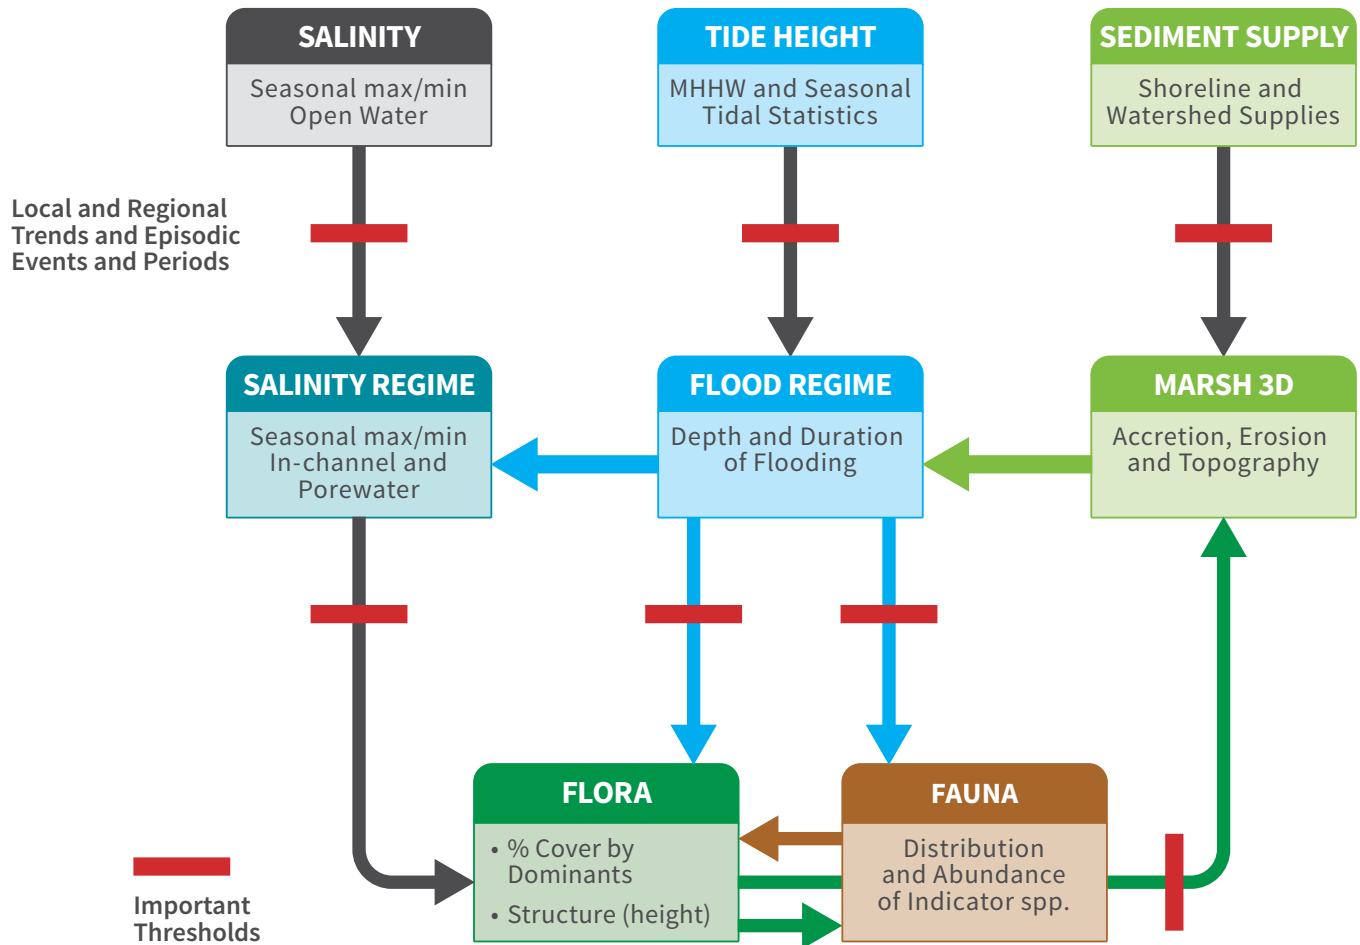 SALINITY
Seasonal max/min
Open Water
TIDE HEIGHT
MHHW and Seasonal
Tidal Statistics
SEDIMENT SUPPLY
Shoreline and
Watershed Supplies
Local and Regional
Trends and Episodic
Events and Periods
SALINITY REGIME
Seasonal max/min
In-channel and
Porewater
FLOOD REGIME
Depth and Duration
of Flooding
MARSH 3D
Accretion, Erosion
and Topography
FLORA
• % Cover by
Dominants
• Structure (height)
FAUNA
Distribution
and Abundance
of Indicator spp.
Important
Thresholds